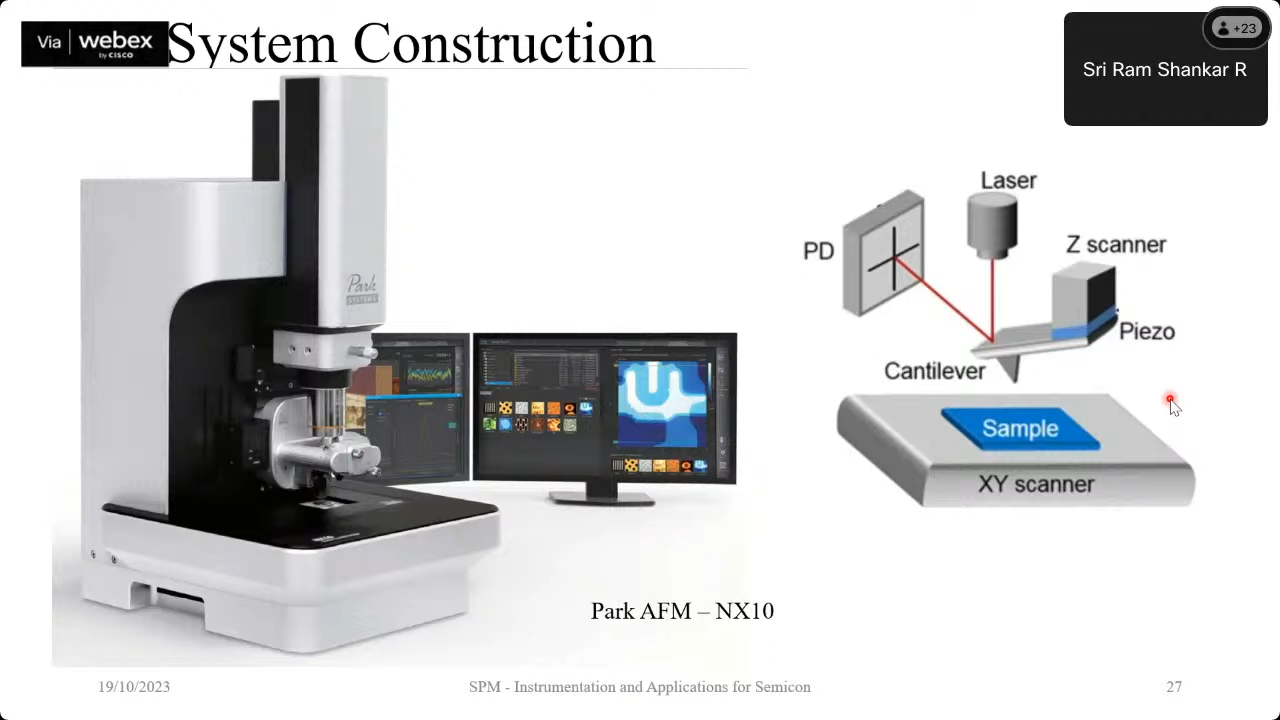 Via webex
by CISCO
System Construction
+23
Sri Ram Shankar R
Park
SYSTEMS
Laser
PD
Z scanner
Piezo
Cantilever
Sample
XY scanner
Park AFM – NX10
19/10/2023
SPM - Instrumentation and Applications for Semicon
27